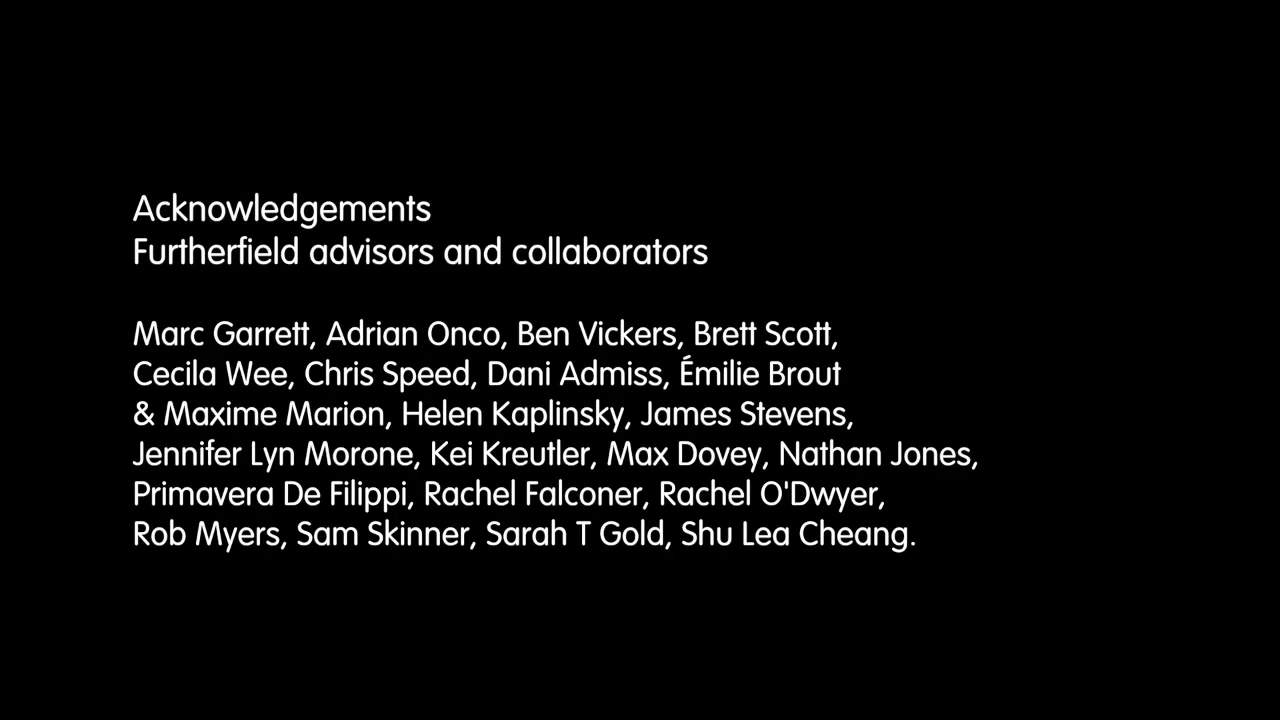 Acknowledgements
Furtherfield advisors and collaborators
Marc Garrett, Adrian Onco, Ben Vickers, Brett Scott,
Cecila Wee, Chris Speed, Dani Admiss, Émilie Brout
& Maxime Marion, Helen Kaplinsky, James Stevens,
Jennifer Lyn Morone, Kei Kreutler, Max Dovey, Nathan Jones,
Primavera De Filippi, Rachel Falconer, Rachel O'Dwyer,
Rob Myers, Sam Skinner, Sarah T Gold, Shu Lea Cheang.